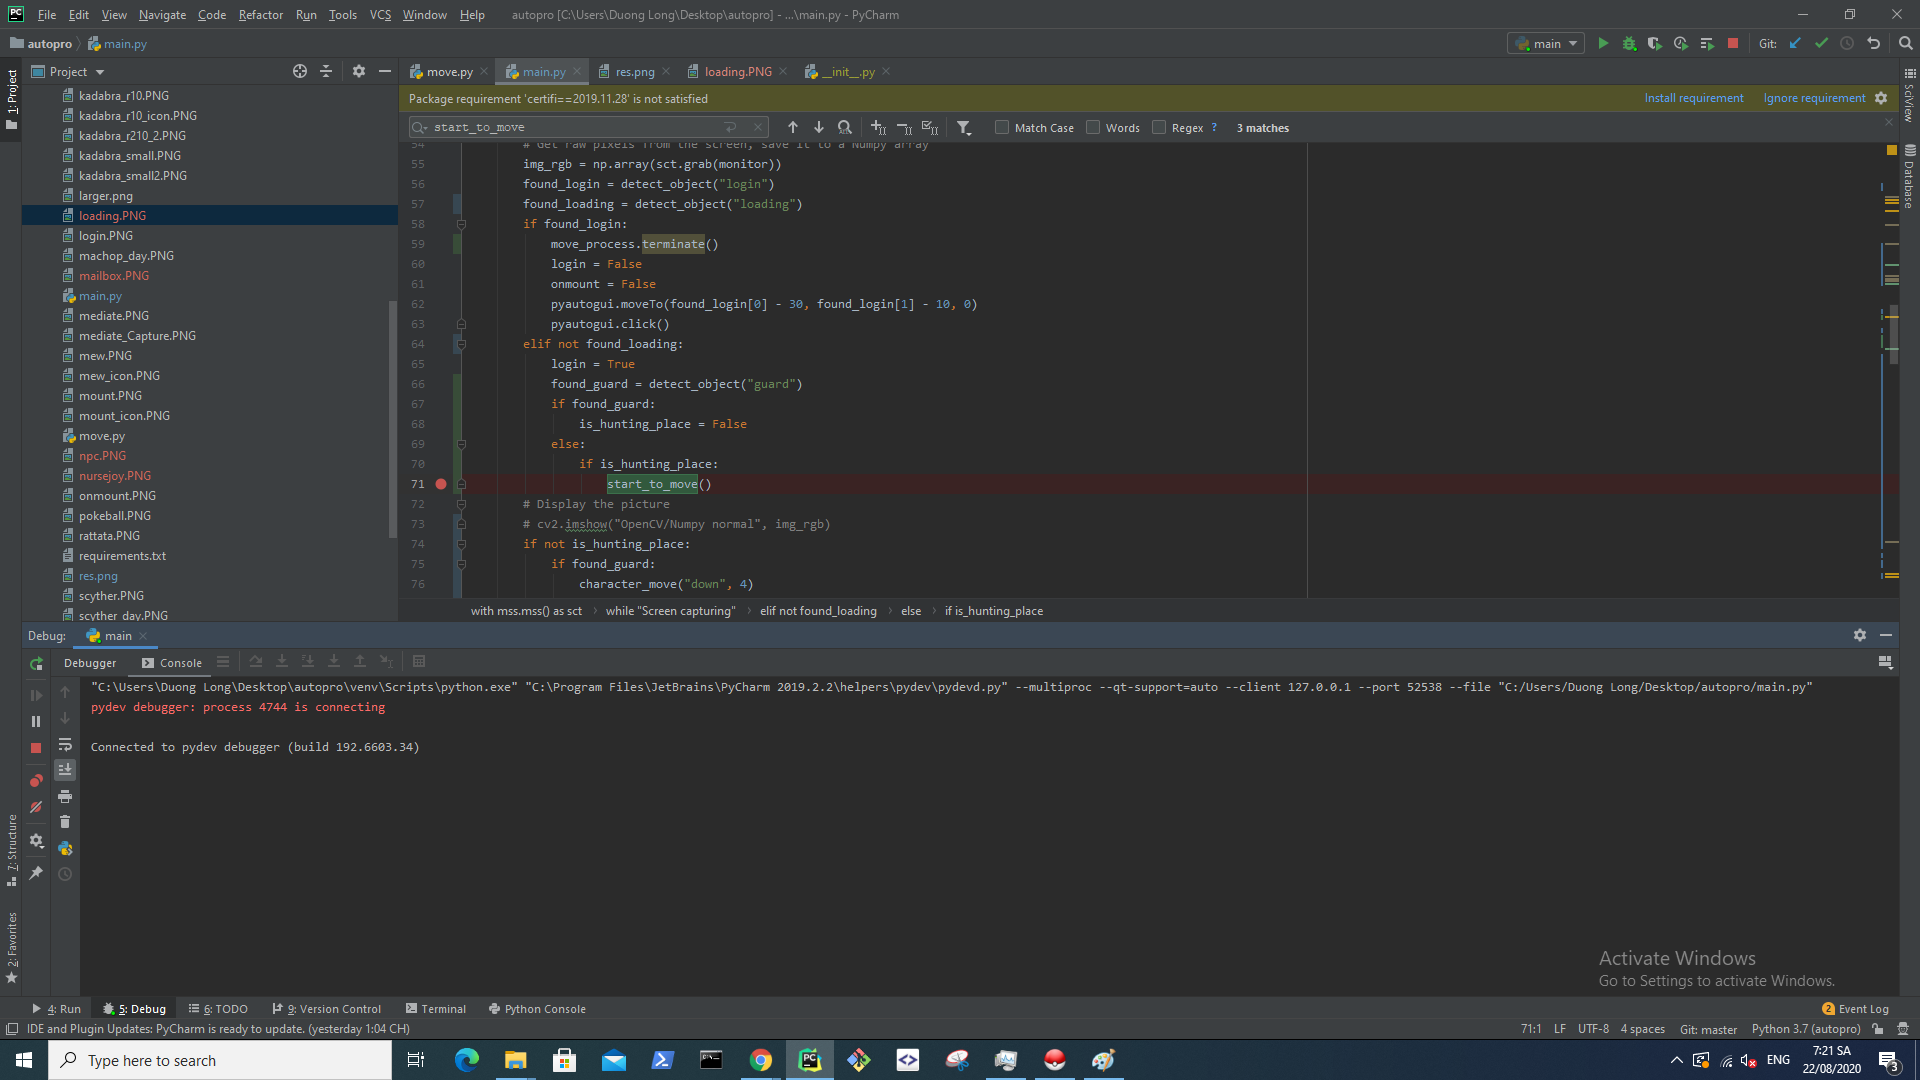 File Edit View Navigate Code Refactor Run Tools VCS Window Help autopro [C:\Users\Duong Long\Desktop\autopro] - ...\main.py - PyCharm
autopro main.py main Git:
Project
move.py main.py res.png loading.PNG __init__.py
Package requirement 'certifi==2019.11.28' is not satisfied Install requirement Ignore requirement
start_to_move Match Case Words Regex ? 3 matches
1: Project
kadabra_r10.PNG
kadabra_r10_icon.PNG
kadabra_r210_2.PNG
kadabra_small.PNG
kadabra_small2.PNG
larger.png
loading.PNG
login.PNG
machop_day.PNG
mailbox.PNG
main.py
mediate.PNG
mediate_Capture.PNG
mew.PNG
mew_icon.PNG
mount.PNG
mount_icon.PNG
move.py
npc.PNG
nursejoy.PNG
onmount.PNG
pokeball.PNG
rattata.PNG
requirements.txt
res.png
scyther.PNG
scyther_day.PNG
54 # Get raw pixels from the screen, save it to a Numpy array
55 img_rgb = np.array(sct.grab(monitor))
56 found_login = detect_object("login")
57 found_loading = detect_object("loading")
58 if found_login:
59 move_process.terminate()
60 login = False
61 onmount = False
62 pyautogui.moveTo(found_login[0] - 30, found_login[1] - 10, 0)
63 pyautogui.click()
64 elif not found_loading:
65 login = True
66 found_guard = detect_object("guard")
67 if found_guard:
68 is_hunting_place = False
69 else:
70 if is_hunting_place:
71 start_to_move()
72 # Display the picture
73 # cv2.imshow("OpenCV/Numpy normal", img_rgb)
74 if not is_hunting_place:
75 if found_guard:
76 character_move("down", 4)
with mss.mss() as sct while "Screen capturing" elif not found_loading else if is_hunting_place
SciView
Database
Debug: main
Debugger Console
"C:\Users\Duong Long\Desktop\autopro\venv\Scripts\python.exe" "C:\Program Files\JetBrains\PyCharm 2019.2.2\helpers\pydev\pydevd.py" --multiproc --qt-support=auto --client 127.0.0.1 --port 52538 --file "C:/Users/Duong Long/Desktop/autopro/main.py"
pydev debugger: process 4744 is connecting
Connected to pydev debugger (build 192.6603.34)
7: Structure
2: Favorites
Activate Windows
Go to Settings to activate Windows.
4: Run 5: Debug 6: TODO 9: Version Control Terminal Python Console 2 Event Log
IDE and Plugin Updates: PyCharm is ready to update. (yesterday 1:04 CH) 71:1 LF UTF-8 4 spaces Git: master Python 3.7 (autopro)
Type here to search ENG 7:21 SA
22/08/2020 3